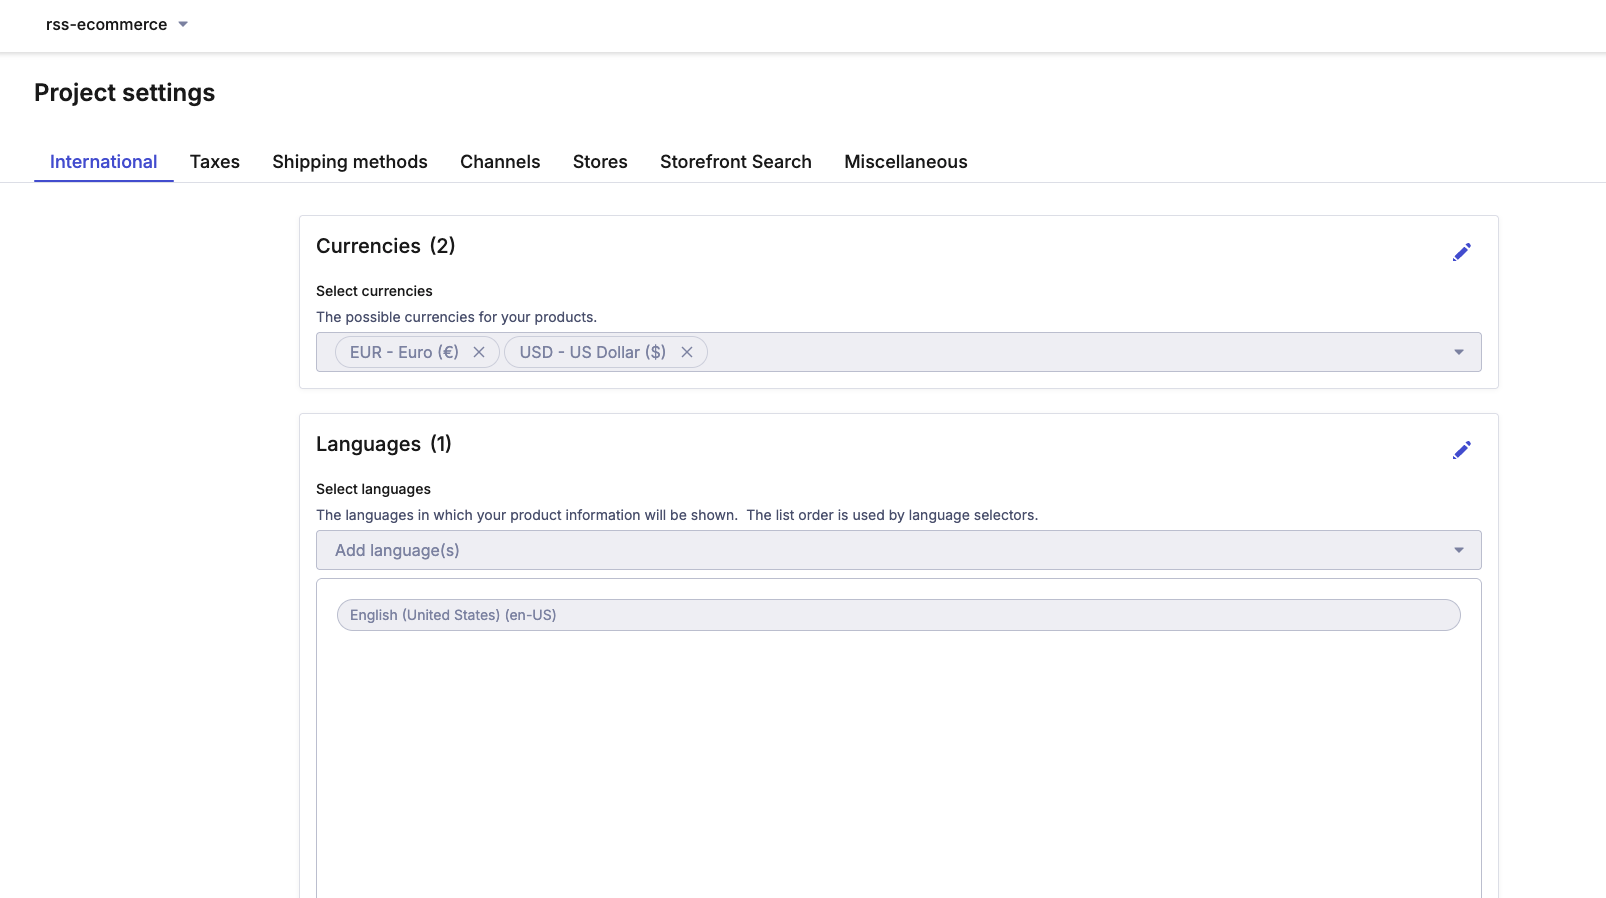 rss-ecommerce
Project settings
International Taxes Shipping methods Channels Stores Storefront Search Miscellaneous
Currencies (2)
Select currencies
The possible currencies for your products.
EUR - Euro (€) USD - US Dollar ($)
Languages (1)
Select languages
The languages in which your product information will be shown. The list order is used by language selectors.
Add language(s)
English (United States) (en-US)